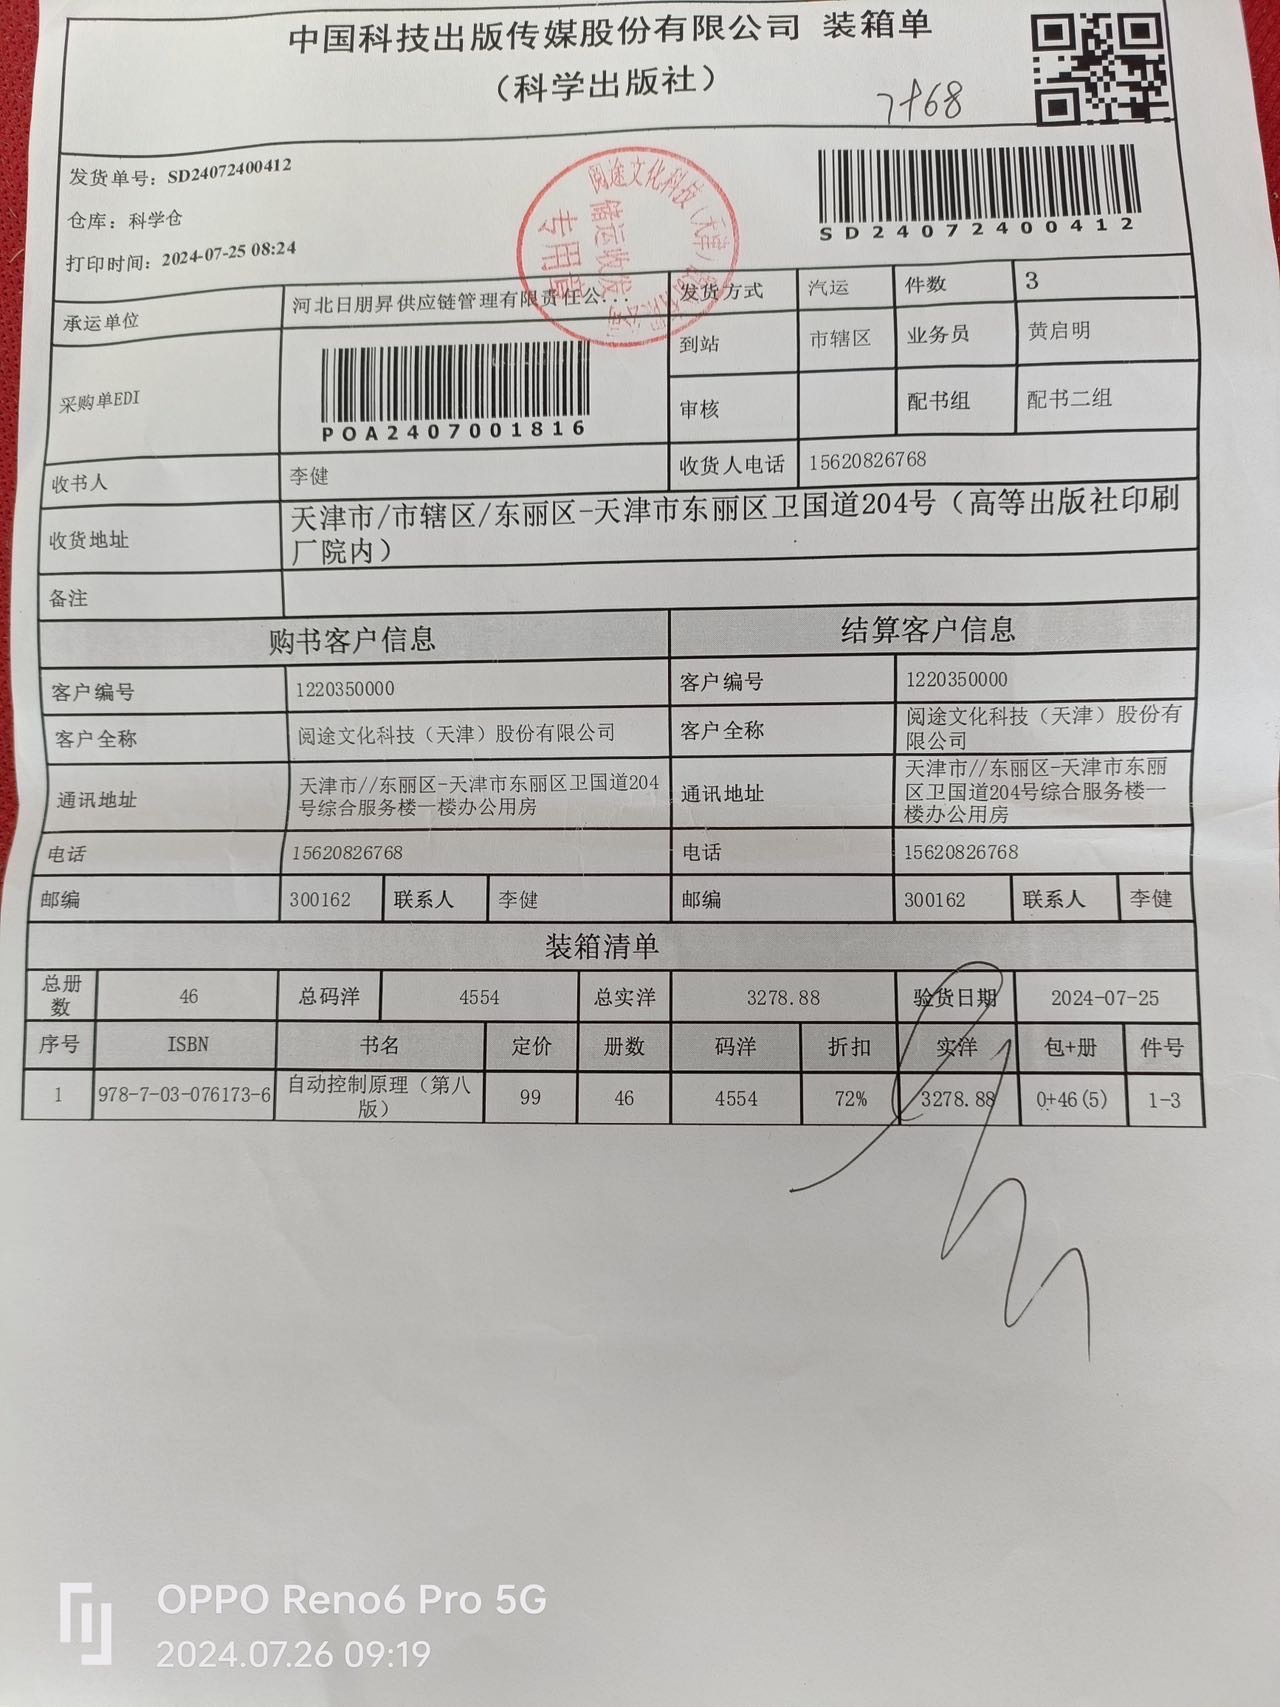 中国科技出版传媒股份有限公司 装箱单
（科学出版社）
7768
发货单号：SD24072400412
仓库：科学仓
打印时间：2024-07-25 08:24
SD24072400412
阅途文化科技（天津）
储运收发
专用章
承运单位 河北日朋昇供应链管理有限责任公... 发货方式 汽运 件数 3
采购单EDI POA2407001816 到站 市辖区 业务员 黄启明
审核 配书组 配书二组
收书人 李健 收货人电话 15620826768
收货地址 天津市/市辖区/东丽区-天津市东丽区卫国道204号（高等出版社印刷
厂院内）
备注
购书客户信息 结算客户信息
客户编号 1220350000 客户编号 1220350000
客户全称 阅途文化科技（天津）股份有限公司 客户全称 阅途文化科技（天津）股份有
限公司
通讯地址 天津市//东丽区-天津市东丽区卫国道204
号综合服务楼一楼办公用房
通讯地址 天津市//东丽区-天津市东丽
区卫国道204号综合服务楼一
楼办公用房
电话 15620826768 电话 15620826768
邮编 300162 联系人 李健 邮编 300162 联系人 李健
装箱清单
总册
数 46 总码洋 4554 总实洋 3278.88 验货日期 2024-07-25
序号 ISBN 书名 定价 册数 码洋 折扣 实洋 包+册 件号
1 978-7-03-076173-6 自动控制原理（第八
版） 99 46 4554 72% 3278.88 0+46(5) 1-3
OPPO Reno6 Pro 5G
2024.07.26 09:19